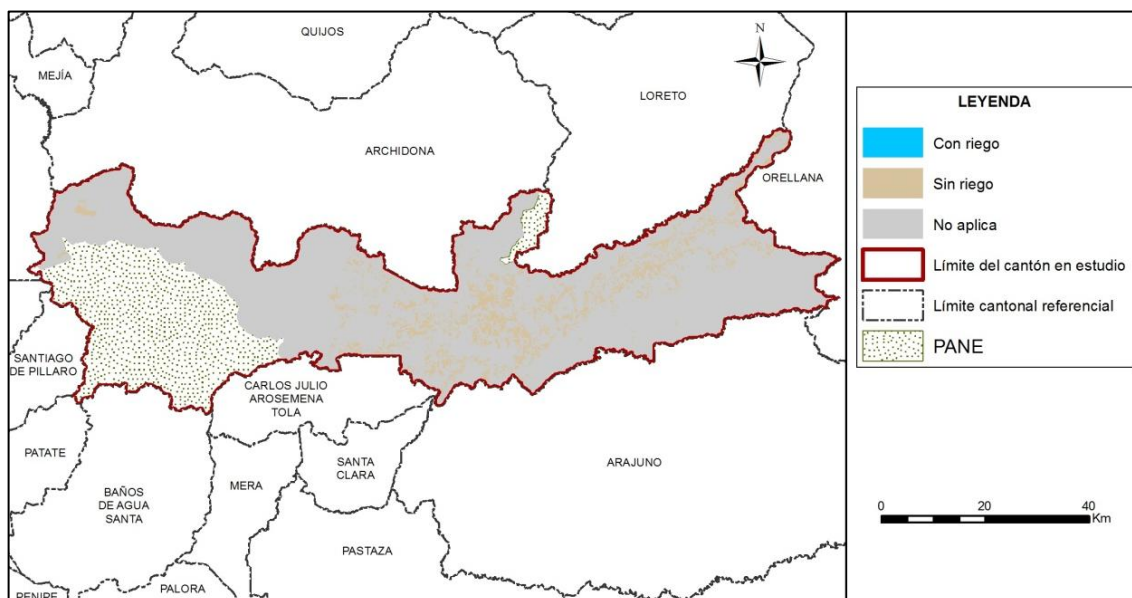 QUIJOS
N
MEJÍA
LORETO
ARCHIDONA
ORELLANA
SANTIAGO
DE PILLARO
CARLOS JULIO
AROSEMENA
TOLA
PATATE
SANTA
CLARA
ARAJUNO
MERA
BAÑOS
DE AGUA
SANTA
PASTAZA
PALORA
PENIPE
LEYENDA
Con riego
Sin riego
No aplica
Límite del cantón en estudio
Límite cantonal referencial
PANE
0 20 40
Km